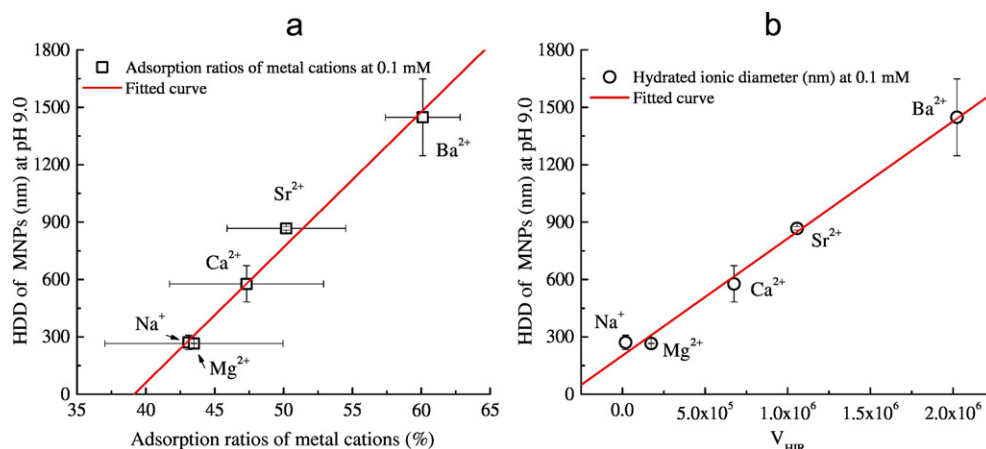 a
HDD of MNPs (nm) at pH 9.0
1800
1500
1200
900
600
300
0
Adsorption ratios of metal cations at 0.1 mM
Fitted curve
Ba²⁺
Sr²⁺
Ca²⁺
Na⁺
Mg²⁺
35 40 45 50 55 60 65
Adsorption ratios of metal cations (%)
b
HDD of MNPs (nm) at pH 9.0
1800
1500
1200
900
600
300
0
Hydrated ionic diameter (nm) at 0.1 mM
Fitted curve
Ba²⁺
Sr²⁺
Ca²⁺
Na⁺
Mg²⁺
0.0 5.0x10⁵ 1.0x10⁶ 1.5x10⁶ 2.0x10⁶
V_HIR